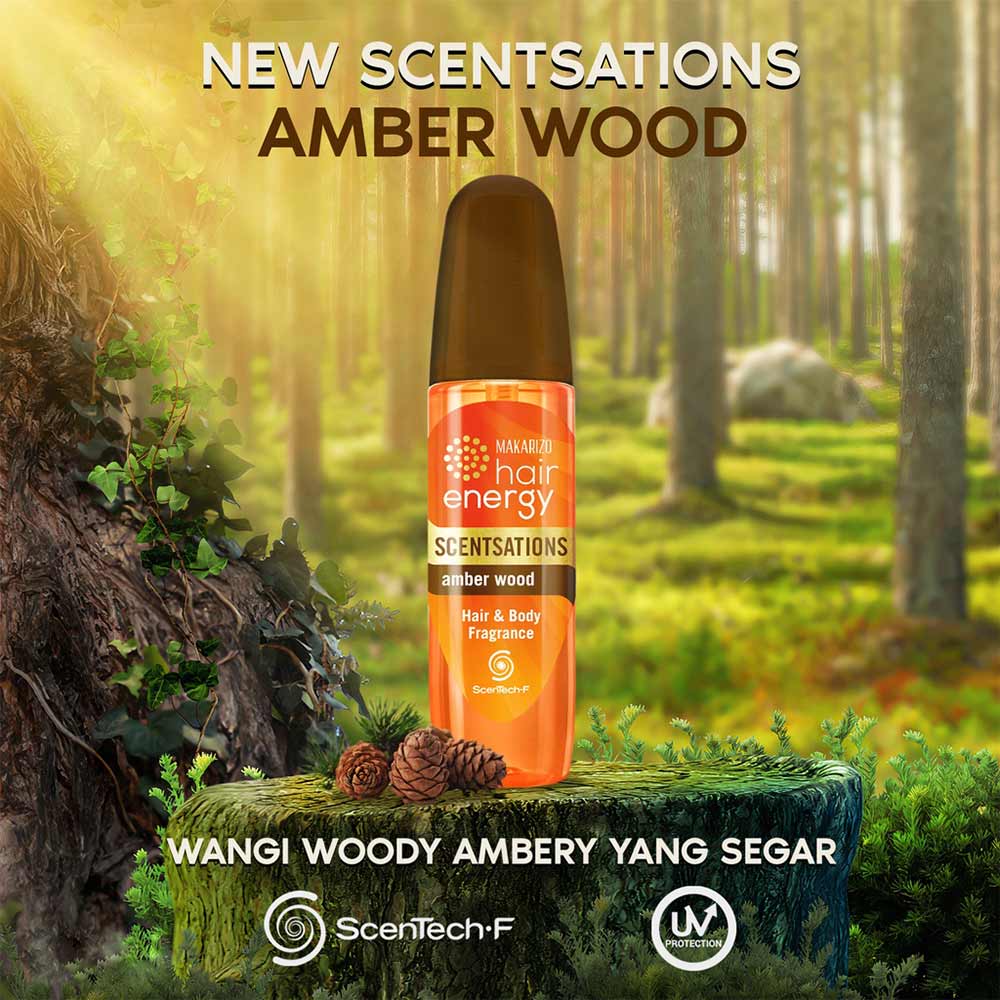 NEW SCENTSATIONS
AMBER WOOD
MAKARIZO
hair
energy
SCENTSATIONS
amber wood
Hair & Body
Fragrance
ScenTech-F
WANGI WOODY AMBERY YANG SEGAR
ScenTech·F
UV
PROTECTION